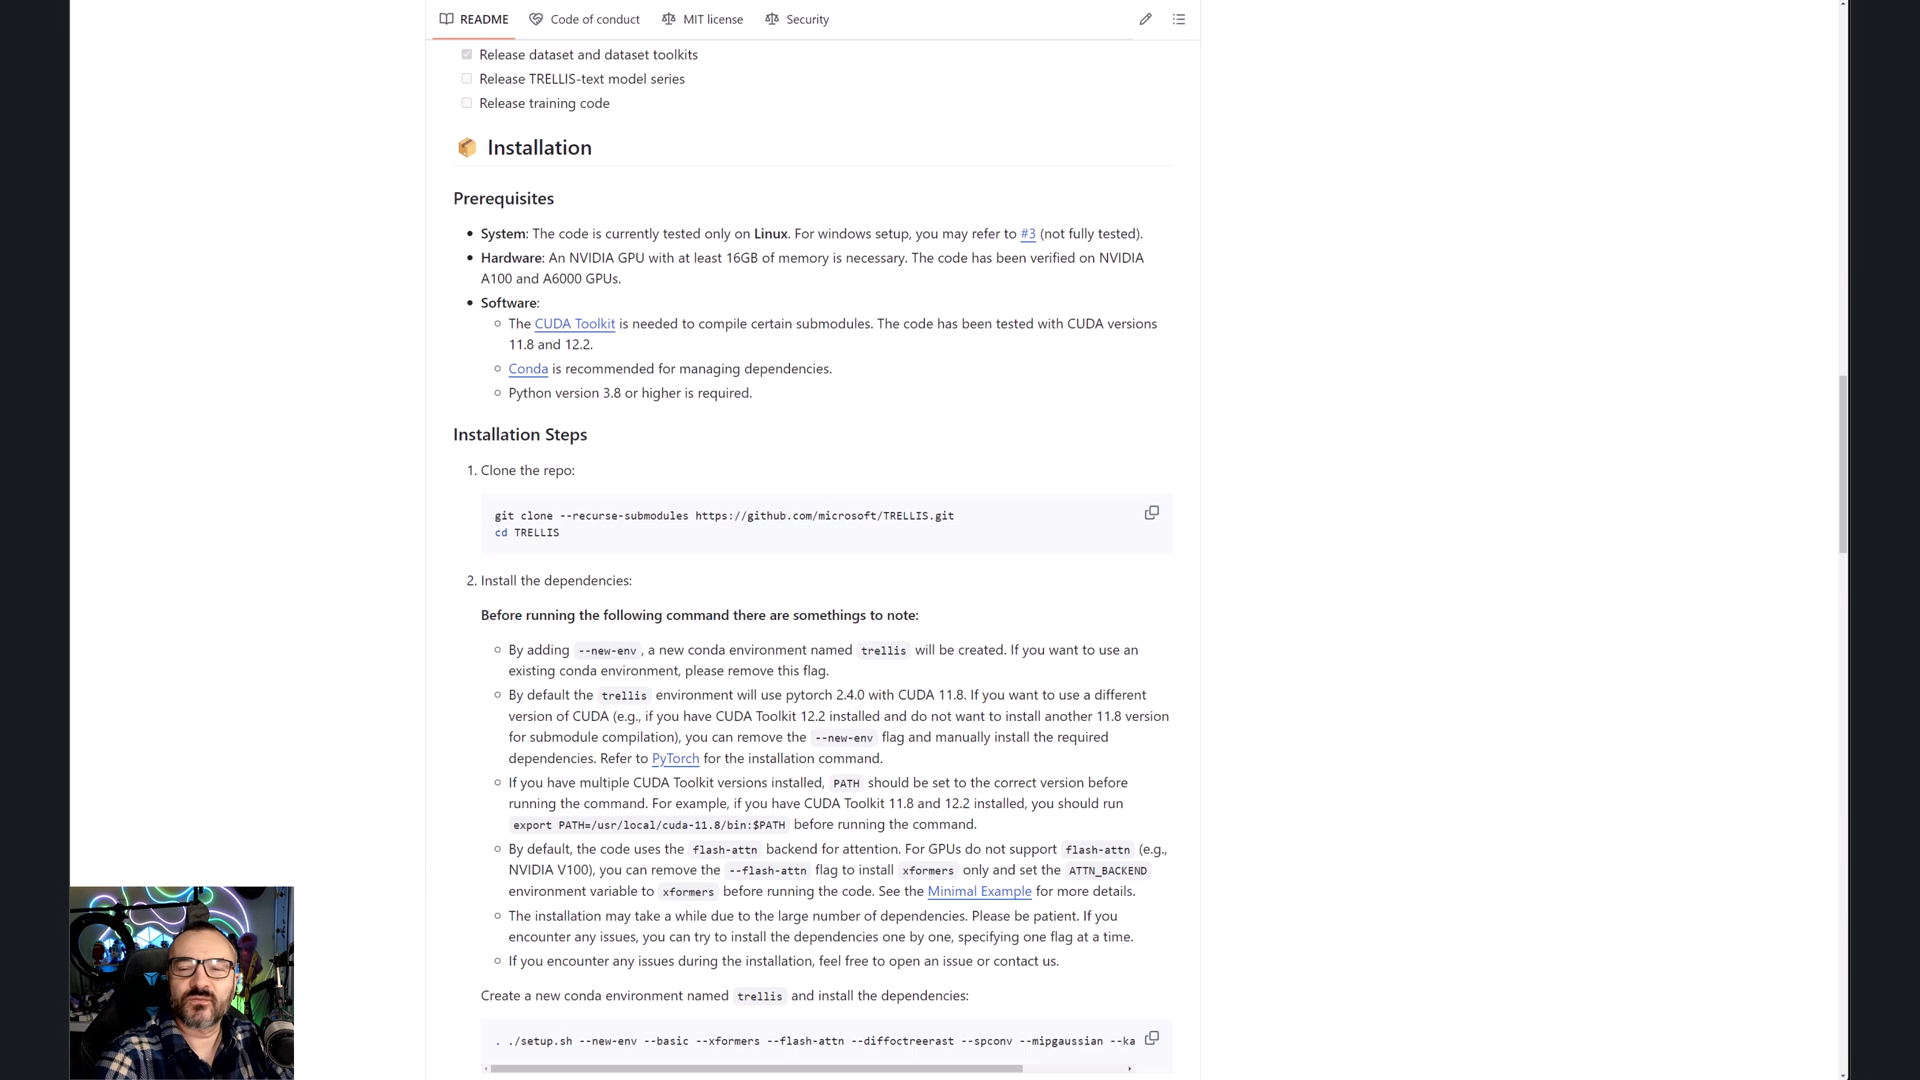 README Code of conduct MIT license Security
Release dataset and dataset toolkits
Release TRELLIS-text model series
Release training code
Installation
Prerequisites
System: The code is currently tested only on Linux. For windows setup, you may refer to #3 (not fully tested).
Hardware: An NVIDIA GPU with at least 16GB of memory is necessary. The code has been verified on NVIDIA
A100 and A6000 GPUs.
Software:
The CUDA Toolkit is needed to compile certain submodules. The code has been tested with CUDA versions
11.8 and 12.2.
Conda is recommended for managing dependencies.
Python version 3.8 or higher is required.
Installation Steps
1. Clone the repo:
git clone --recurse-submodules https://github.com/microsoft/TRELLIS.git
cd TRELLIS
2. Install the dependencies:
Before running the following command there are somethings to note:
By adding --new-env, a new conda environment named trellis will be created. If you want to use an
existing conda environment, please remove this flag.
By default the trellis environment will use pytorch 2.4.0 with CUDA 11.8. If you want to use a different
version of CUDA (e.g., if you have CUDA Toolkit 12.2 installed and do not want to install another 11.8 version
for submodule compilation), you can remove the --new-env flag and manually install the required
dependencies. Refer to PyTorch for the installation command.
If you have multiple CUDA Toolkit versions installed, PATH should be set to the correct version before
running the command. For example, if you have CUDA Toolkit 11.8 and 12.2 installed, you should run
export PATH=/usr/local/cuda-11.8/bin:$PATH before running the command.
By default, the code uses the flash-attn backend for attention. For GPUs do not support flash-attn (e.g.,
NVIDIA V100), you can remove the --flash-attn flag to install xformers only and set the ATTN_BACKEND
environment variable to xformers before running the code. See the Minimal Example for more details.
The installation may take a while due to the large number of dependencies. Please be patient. If you
encounter any issues, you can try to install the dependencies one by one, specifying one flag at a time.
If you encounter any issues during the installation, feel free to open an issue or contact us.
Create a new conda environment named trellis and install the dependencies:
. ./setup.sh --new-env --basic --xformers --flash-attn --diffoctreerast --spconv --mipgaussian --ka